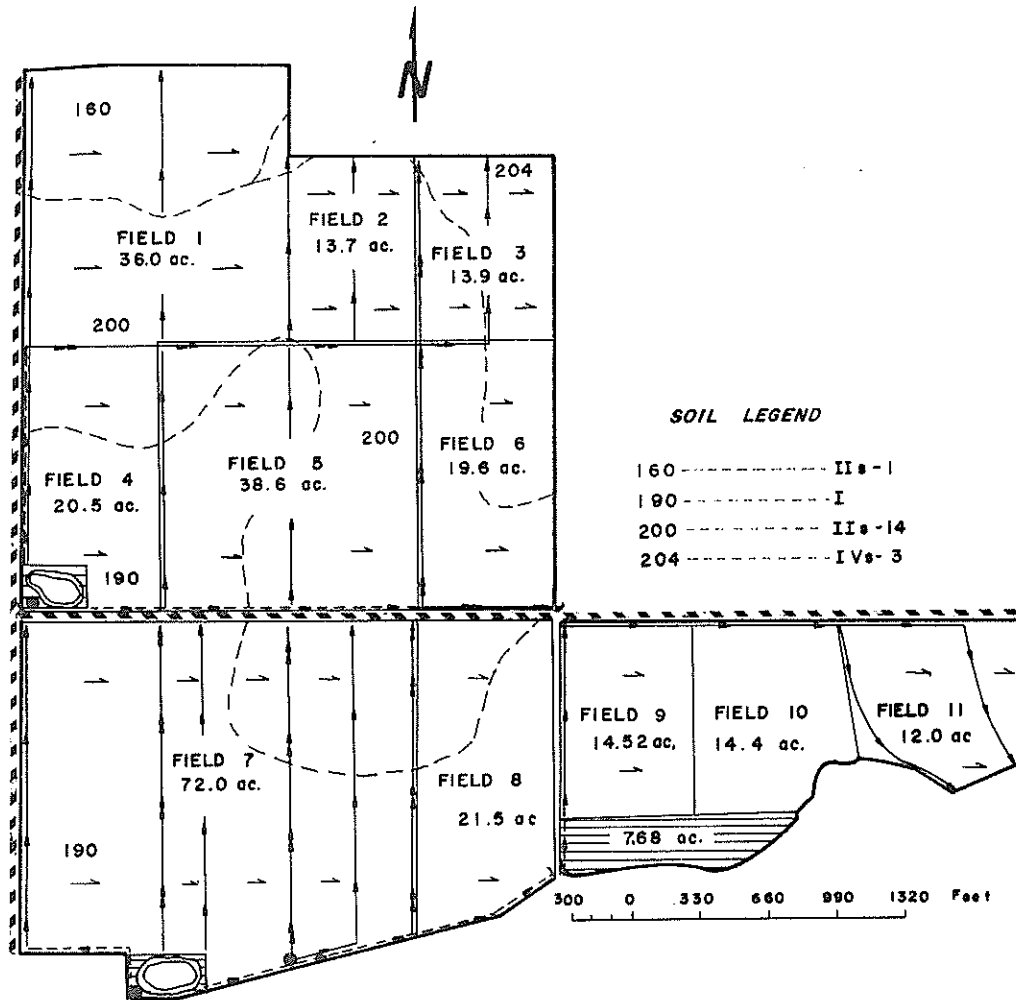 N
160
204
FIELD 2
13.7 ac.
FIELD 1
36.0 ac.
FIELD 3
13.9 ac.
200
SOIL LEGEND
160 ---------- IIs-1
190 ---------- I
200 ---------- IIs-14
204 ---------- IVs-3
200
FIELD 6
19.6 ac.
FIELD 5
38.6 ac.
FIELD 4
20.5 ac.
190
FIELD 9
14.52 ac,
FIELD 10
14.4 ac.
FIELD 11
12.0 ac
FIELD 7
72.0 ac.
FIELD 8
21.5 ac
7.68 ac.
190
300 0 330 660 990 1320 Feet